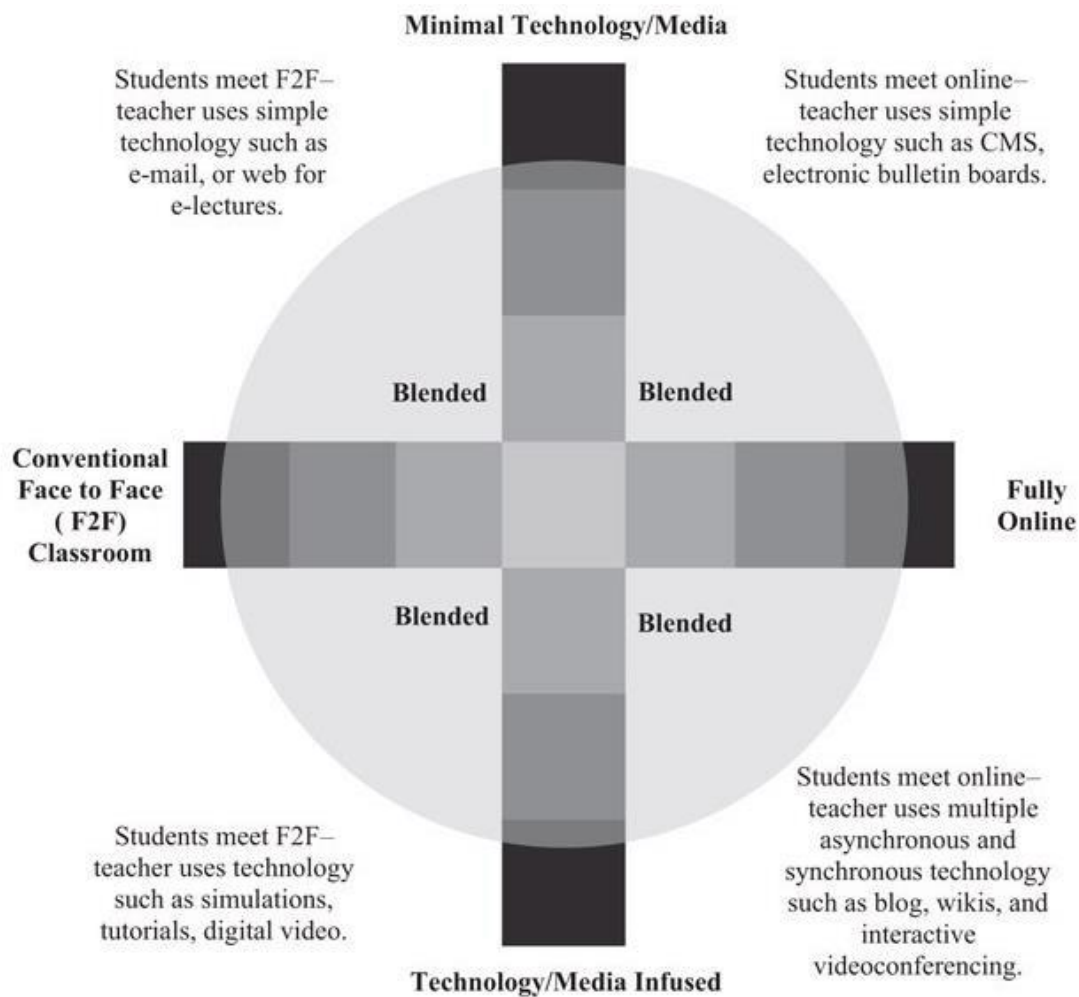 Minimal Technology/Media
Students meet F2F–
teacher uses simple
technology such as
e-mail, or web for
e-lectures.
Students meet online–
teacher uses simple
technology such as CMS,
electronic bulletin boards.
Blended
Blended
Conventional
Face to Face
( F2F)
Classroom
Fully
Online
Blended
Blended
Students meet F2F–
teacher uses technology
such as simulations,
tutorials, digital video.
Students meet online–
teacher uses multiple
asynchronous and
synchronous technology
such as blog, wikis, and
interactive
videoconferencing.
Technology/Media Infused